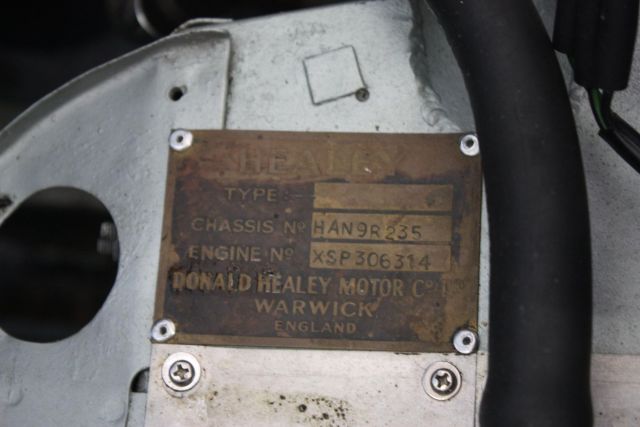 HEALEY
TYPE:-
CHASSIS Nº HAN9R235
ENGINE Nº XSP306314
DONALD HEALEY MOTOR Cº LTD
WARWICK
ENGLAND